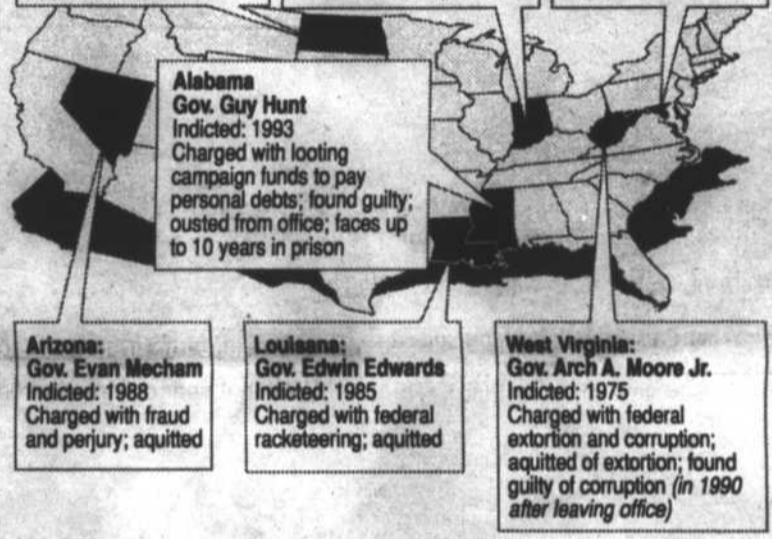 Alabama
Gov. Guy Hunt
Indicted: 1993
Charged with looting
campaign funds to pay
personal debts; found guilty;
ousted from office; faces up
to 10 years in prison
Arizona:
Gov. Evan Mecham
Indicted: 1988
Charged with fraud
and perjury; aquitted
Louisana:
Gov. Edwin Edwards
Indicted: 1985
Charged with federal
racketeering; aquitted
West Virginia:
Gov. Arch A. Moore Jr.
Indicted: 1975
Charged with federal
extortion and corruption;
aquitted of extortion; found
guilty of corruption (in 1990
after leaving office)